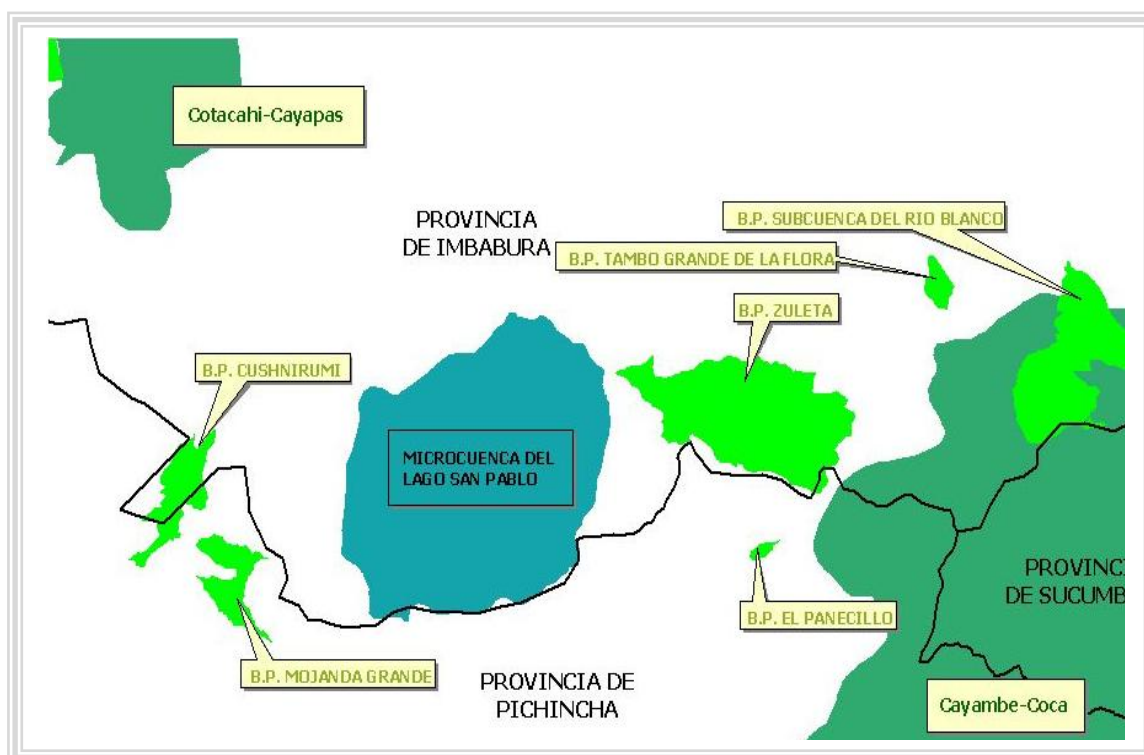 Cotacahi-Cayapas
PROVINCIA
DE IMBABURA
B.P. SUBCUENCA DEL RIO BLANCO
B.P. TAMBO GRANDE DE LA FLORA
B.P. ZULETA
B.P. CUSHNIRUMI
MICROCUENCA DEL
LAGO SAN PABLO
PROVINCI
DE SUCUMB
B.P. EL PANECILLO
B.P. MOJANDA GRANDE
PROVINCIA DE
PICHINCHA
Cayambe-Coca